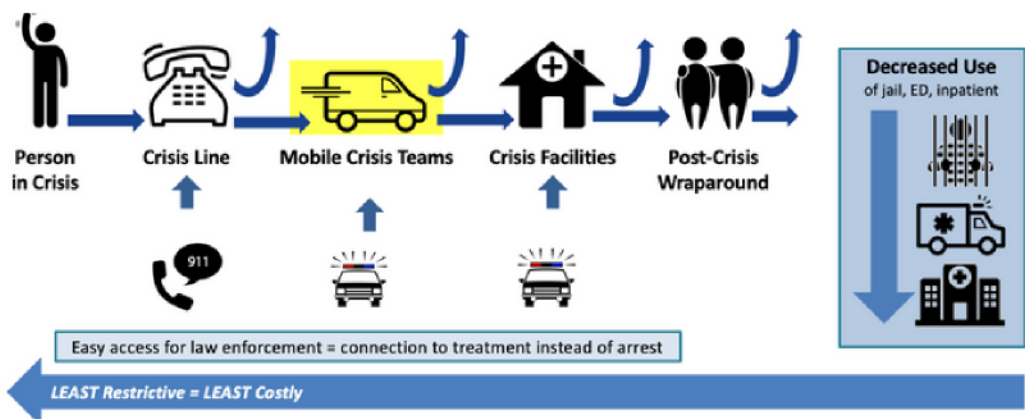 Decreased Use
of jail, ED, inpatient
Person
in Crisis
Crisis Line
Mobile Crisis Teams
Crisis Facilities
Post-Crisis
Wraparound
911
Easy access for law enforcement = connection to treatment instead of arrest
LEAST Restrictive = LEAST Costly